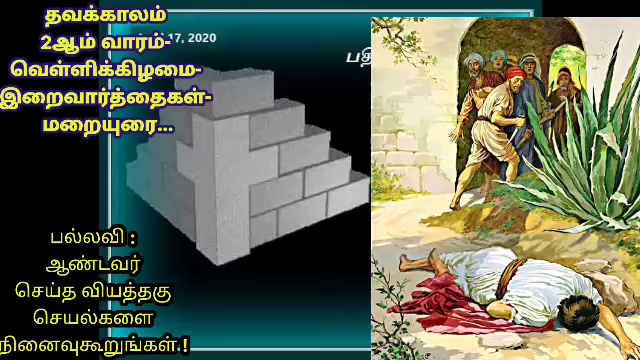 தவக்காலம்
2ஆம் வாரம்-
வெள்ளிக்கிழமை-
இறைவார்த்தைகள்-
மறையுரை...
17, 2020
பதி
பல்லவி :
ஆண்டவர்
செய்த வியத்தகு
செயல்களை
நினைவுகூறுங்கள் !